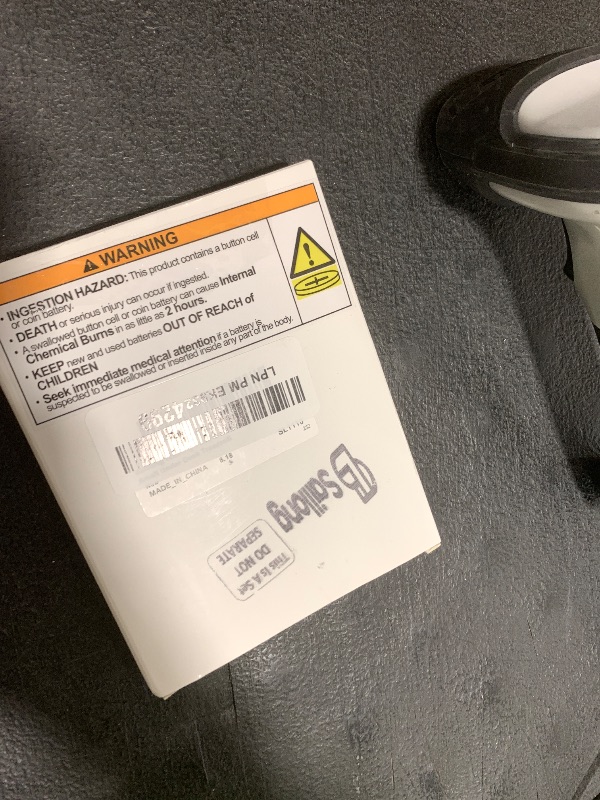 WARNING
• INGESTION HAZARD: This product contains a button cell
or coin battery.
• DEATH or serious injury can occur if ingested.
• A swallowed button cell or coin battery can cause Internal
Chemical Burns in as little as 2 hours.
• KEEP new and used batteries OUT OF REACH of
CHILDREN
• Seek immediate medical attention if a battery is
suspected to be swallowed or inserted inside any part of the body.
LPN PM
MADE_IN_CHINA
sailong
This Is A Set
DO NOT
SEPARATE